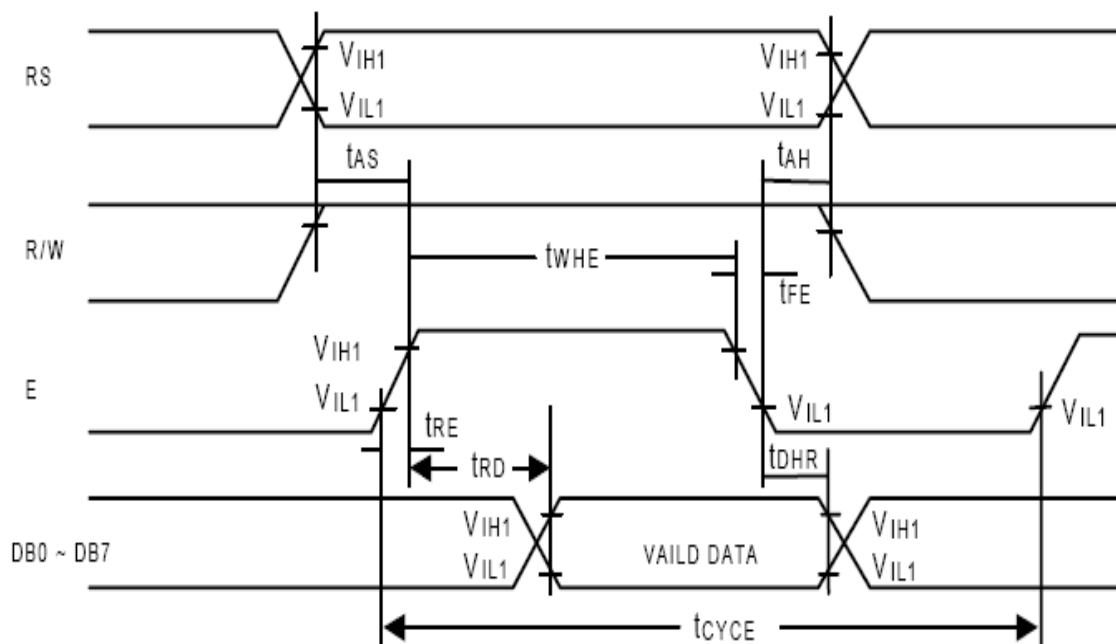 RS
VIH1
VIL1
VIH1
VIL1
tAS
tAH
R/W
tWHE
tFE
E
VIH1
VIL1
VIL1
VIL1
tRE
tRD
tDHR
DB0 ~ DB7
VIH1
VIL1
VAILD DATA
VIH1
VIL1
tCYCE